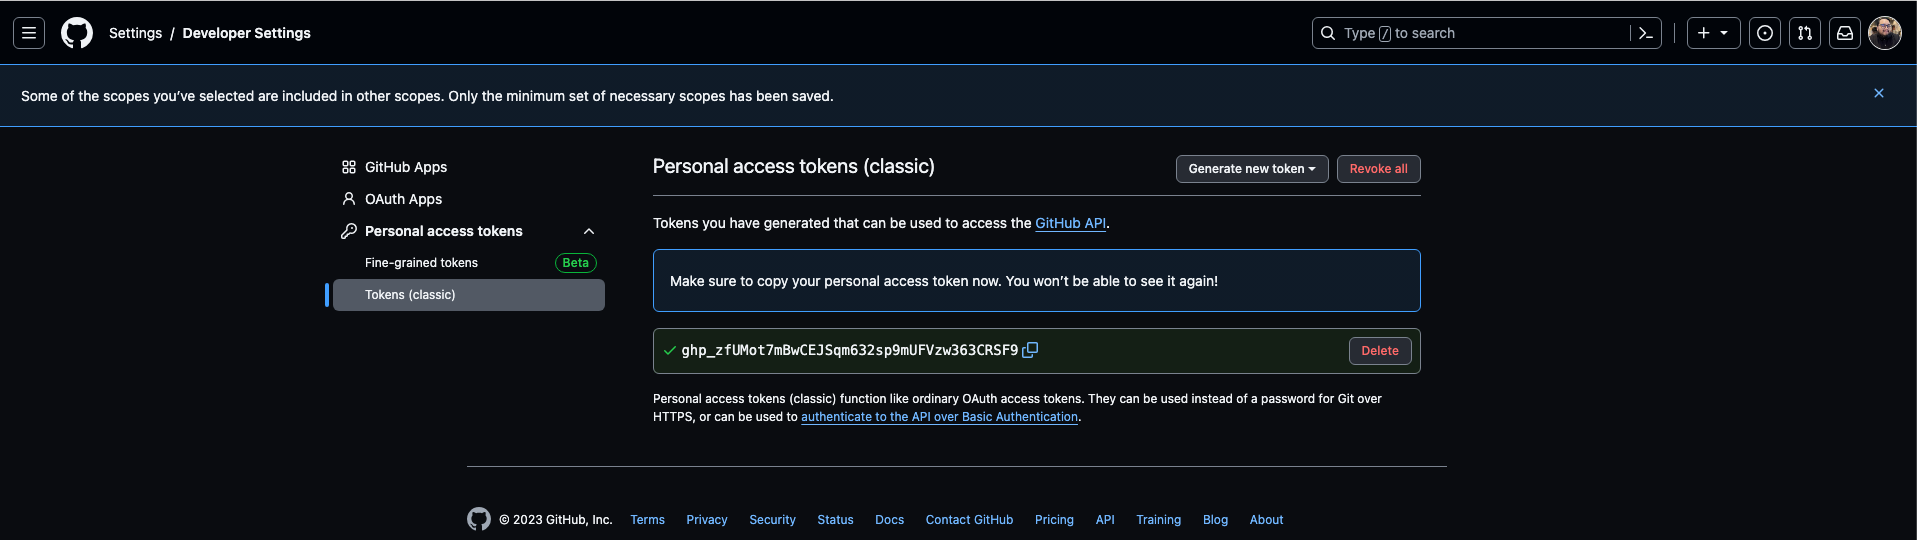 Settings / Developer Settings
Type / to search
Some of the scopes you’ve selected are included in other scopes. Only the minimum set of necessary scopes has been saved.
GitHub Apps
OAuth Apps
Personal access tokens
Fine-grained tokens Beta
Tokens (classic)
Personal access tokens (classic)
Generate new token
Revoke all
Tokens you have generated that can be used to access the GitHub API.
Make sure to copy your personal access token now. You won’t be able to see it again!
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
Delete
Personal access tokens (classic) function like ordinary OAuth access tokens. They can be used instead of a password for Git over
HTTPS, or can be used to authenticate to the API over Basic Authentication.
© 2023 GitHub, Inc. Terms Privacy Security Status Docs Contact GitHub Pricing API Training Blog About